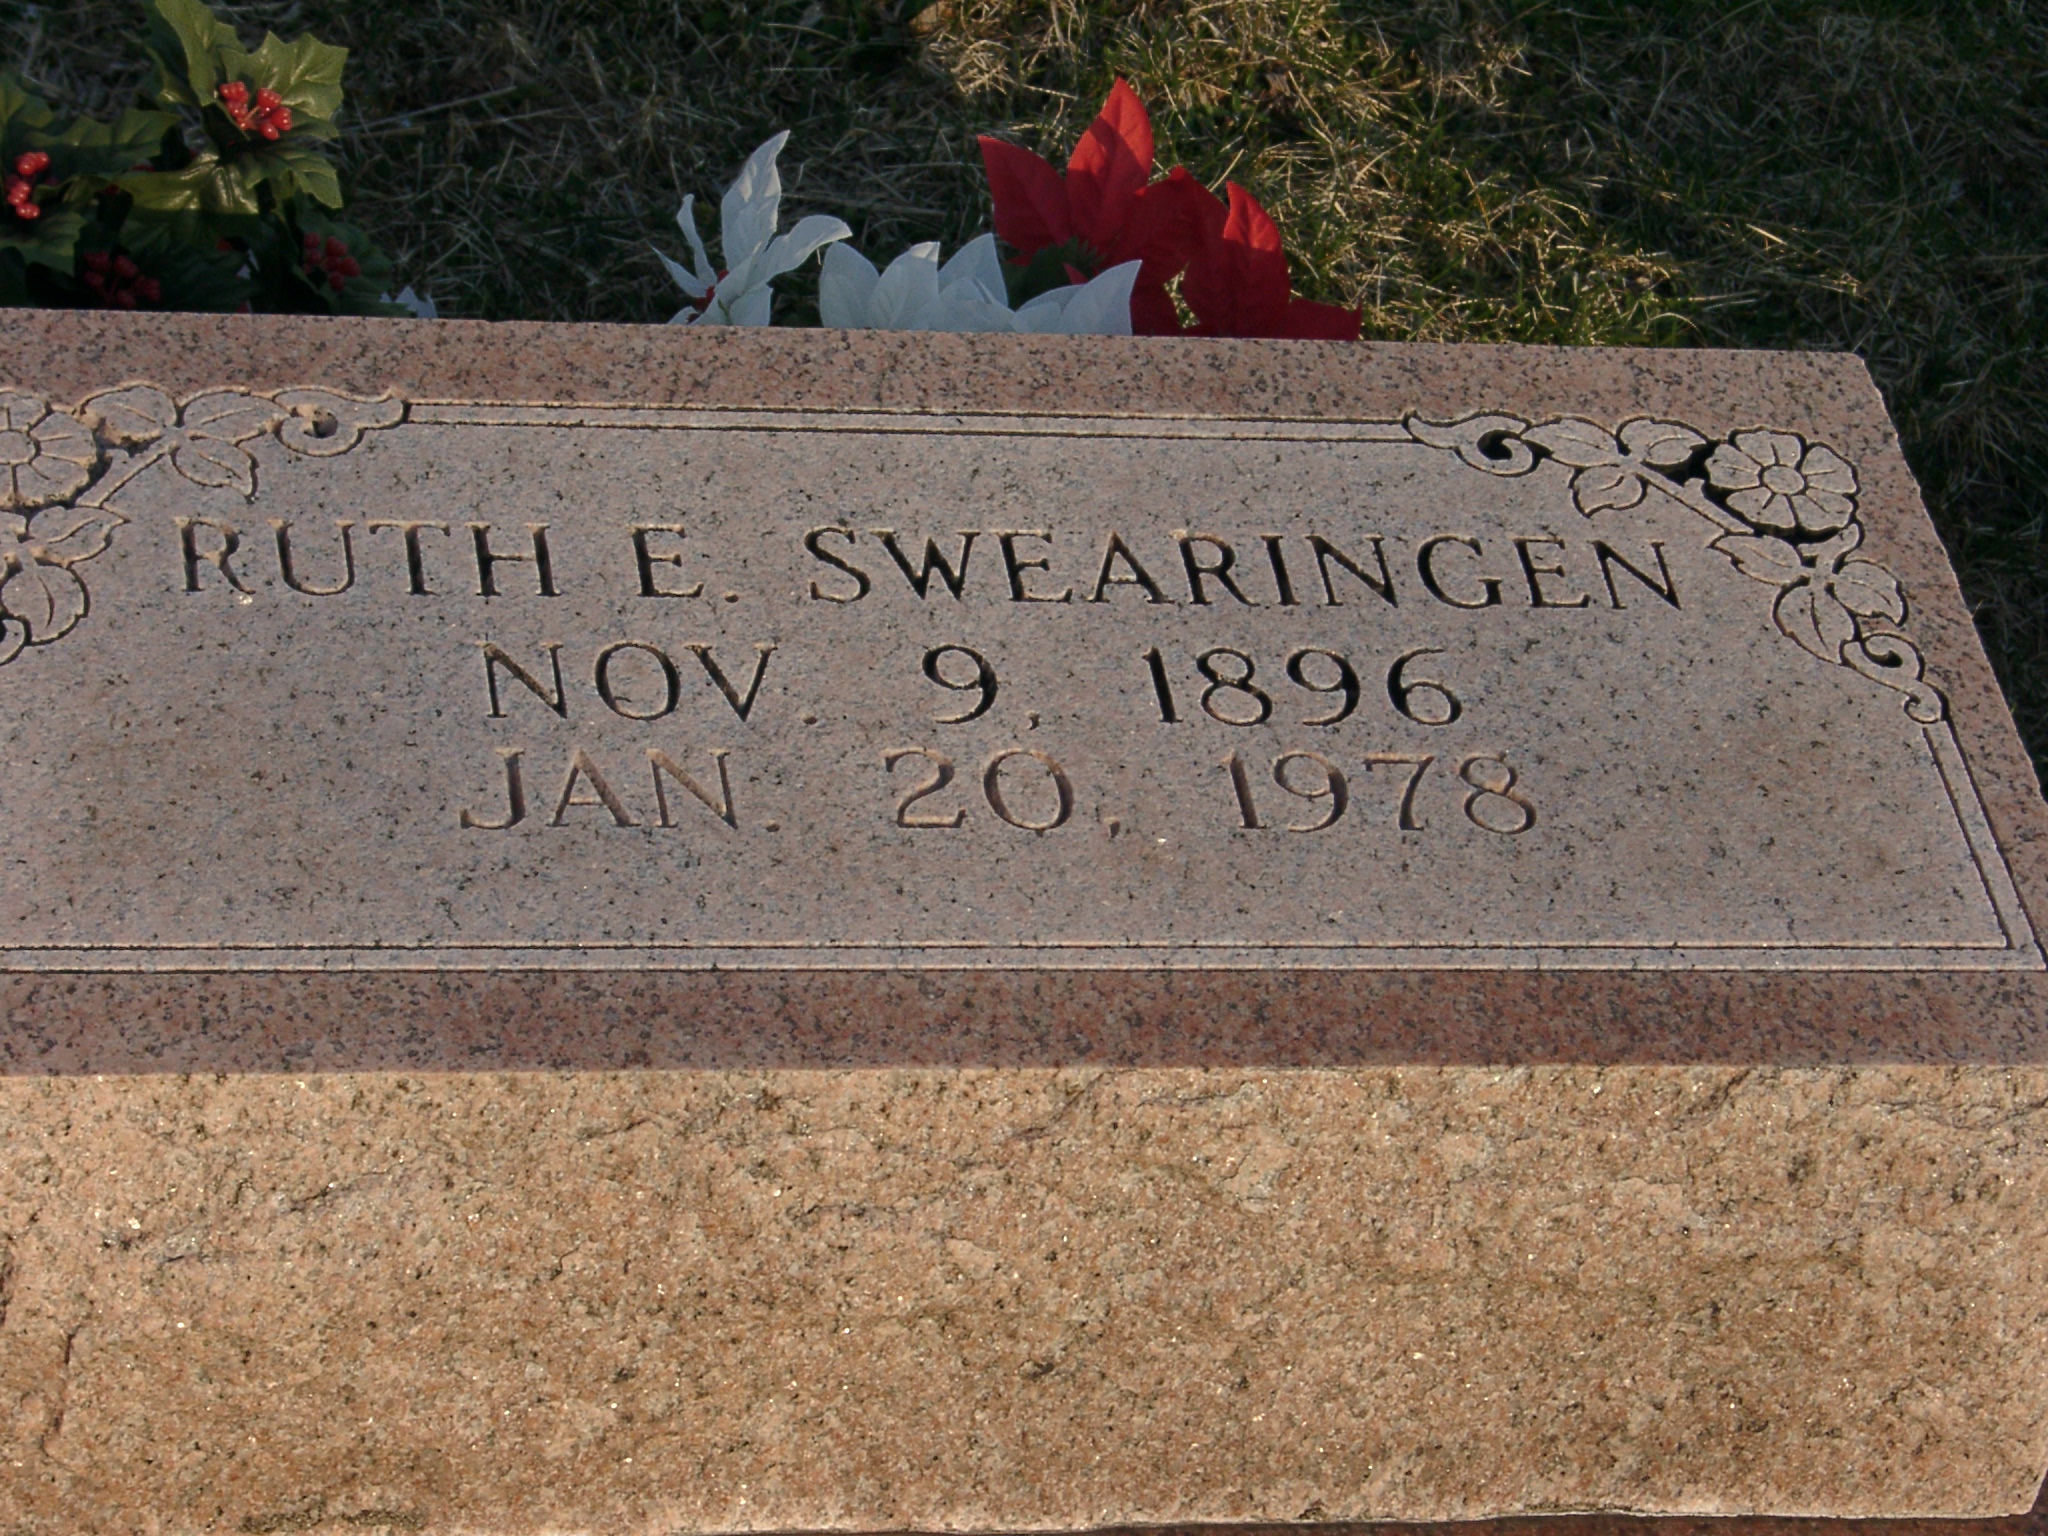 RUTH E. SWEARINGEN
NOV. 9, 1896
JAN. 20, 1978